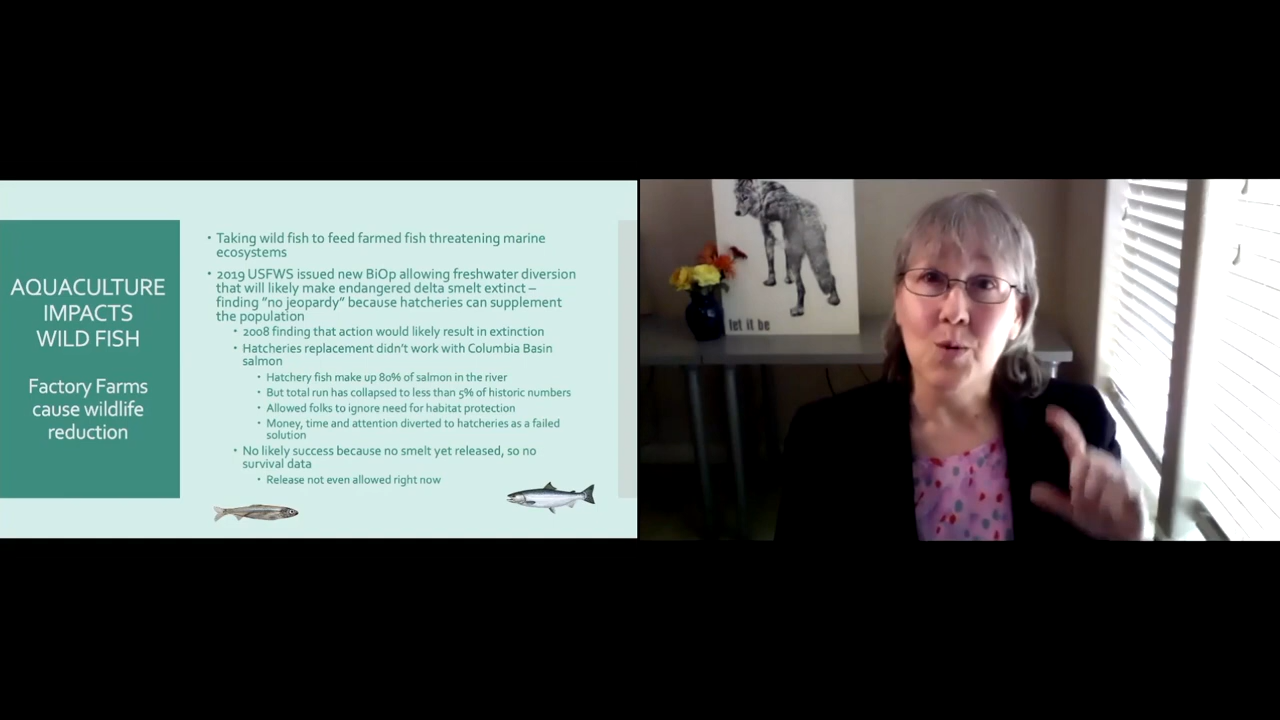 AQUACULTURE
IMPACTS
WILD FISH
Factory Farms
cause wildlife
reduction
• Taking wild fish to feed farmed fish threatening marine
ecosystems
• 2019 USFWS issued new BiOp allowing freshwater diversion
that will likely make endangered delta smelt extinct –
finding “no jeopardy” because hatcheries can supplement
the population
• 2008 finding that action would likely result in extinction
• Hatcheries replacement didn’t work with Columbia Basin
salmon
• Hatchery fish make up 80% of salmon in the river
• But total run has collapsed to less than 5% of historic numbers
• Allowed folks to ignore need for habitat protection
• Money, time and attention diverted to hatcheries as a failed
solution
• No likely success because no smelt yet released, so no
survival data
• Release not even allowed right now
let it be